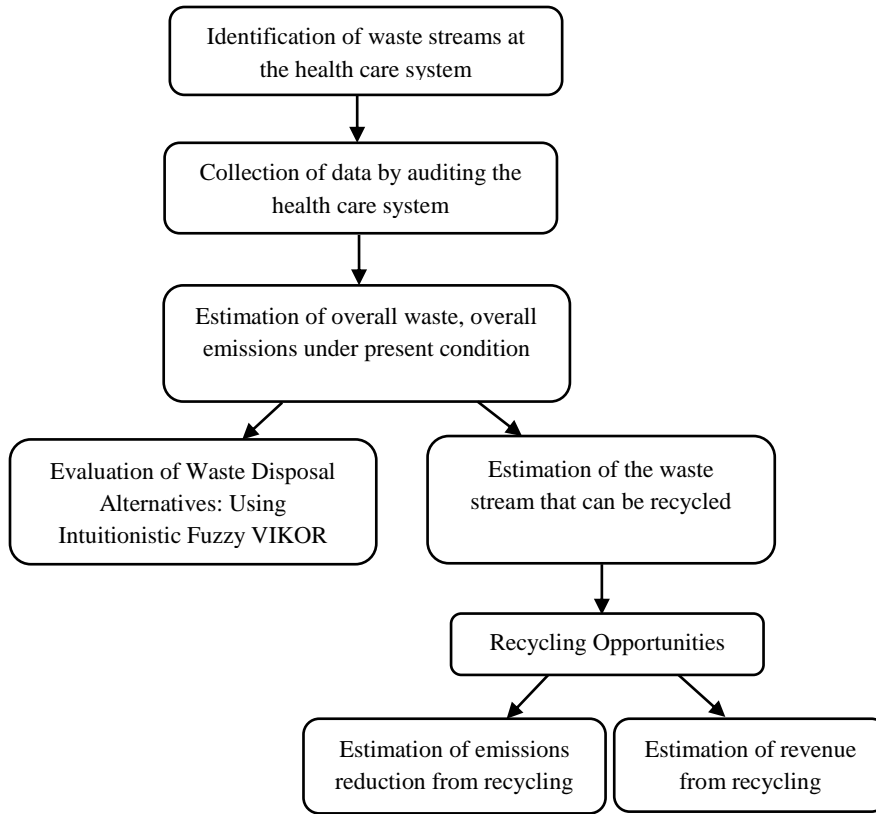 Identification of waste streams at
the health care system
Collection of data by auditing the
health care system
Estimation of overall waste, overall
emissions under present condition
Evaluation of Waste Disposal
Alternatives: Using
Intuitionistic Fuzzy VIKOR
Estimation of the waste
stream that can be recycled
Recycling Opportunities
Estimation of emissions
reduction from recycling
Estimation of revenue
from recycling